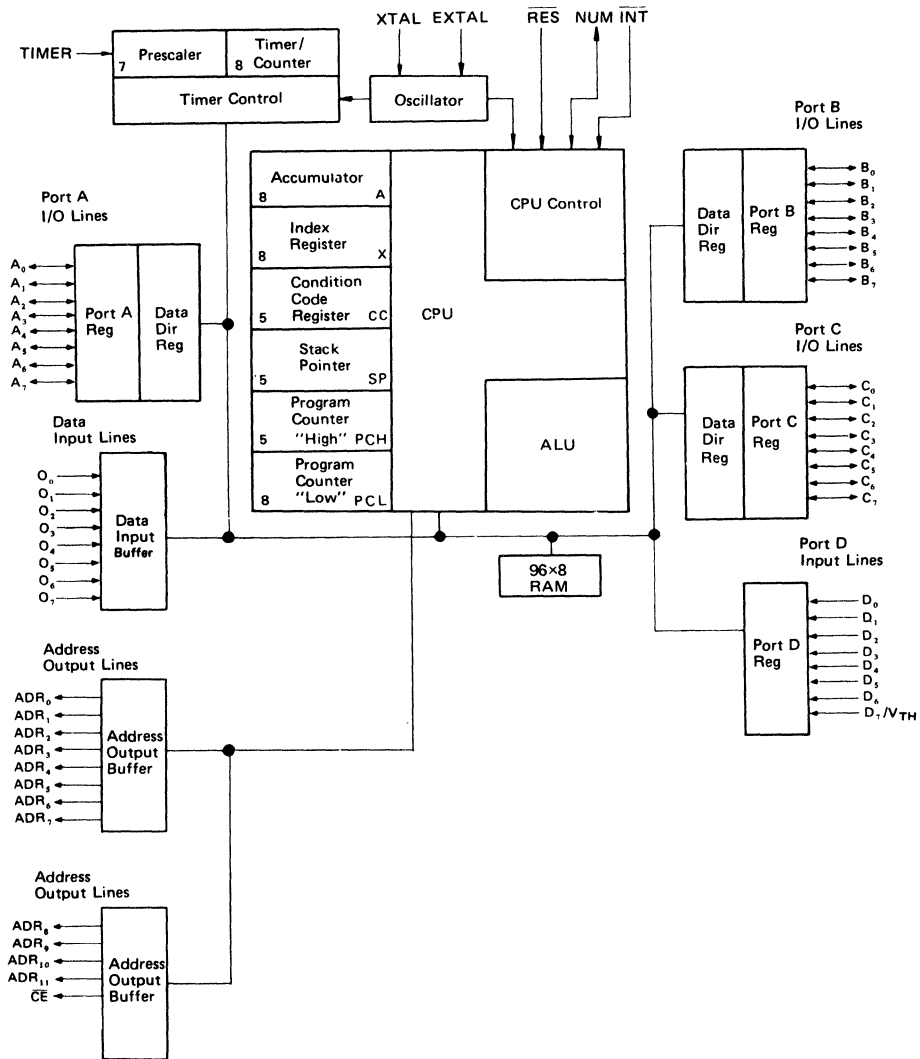 XTAL EXTAL
R̅E̅S̅ NUM I̅N̅T̅
TIMER
7 Prescaler
8 Timer/
Counter
Timer Control
Oscillator
Port A
I/O Lines
A₀
A₁
A₂
A₃
A₄
A₅
A₆
A₇
Port A
Reg
Data
Dir
Reg
Accumulator
8 A
Index
Register
8 X
Condition
Code
Register
5 CC
Stack
Pointer
5 SP
Program
Counter
5 "High" PCH
Program
Counter
8 "Low" PCL
CPU
CPU Control
ALU
Port B
I/O Lines
Data
Dir
Reg
Port B
Reg
B₀
B₁
B₂
B₃
B₄
B₅
B₆
B₇
Port C
I/O Lines
Data
Dir
Reg
Port C
Reg
C₀
C₁
C₂
C₃
C₄
C₅
C₆
C₇
Data
Input Lines
O₀
O₁
O₂
O₃
O₄
O₅
O₆
O₇
Data
Input
Buffer
96×8
RAM
Port D
Input Lines
Port D
Reg
D₀
D₁
D₂
D₃
D₄
D₅
D₆
D₇/V_TH
Address
Output Lines
ADR₀
ADR₁
ADR₂
ADR₃
ADR₄
ADR₅
ADR₆
ADR₇
Address
Output
Buffer
Address
Output Lines
ADR₈
ADR₉
ADR₁₀
ADR₁₁
C̅E̅
Address
Output
Buffer